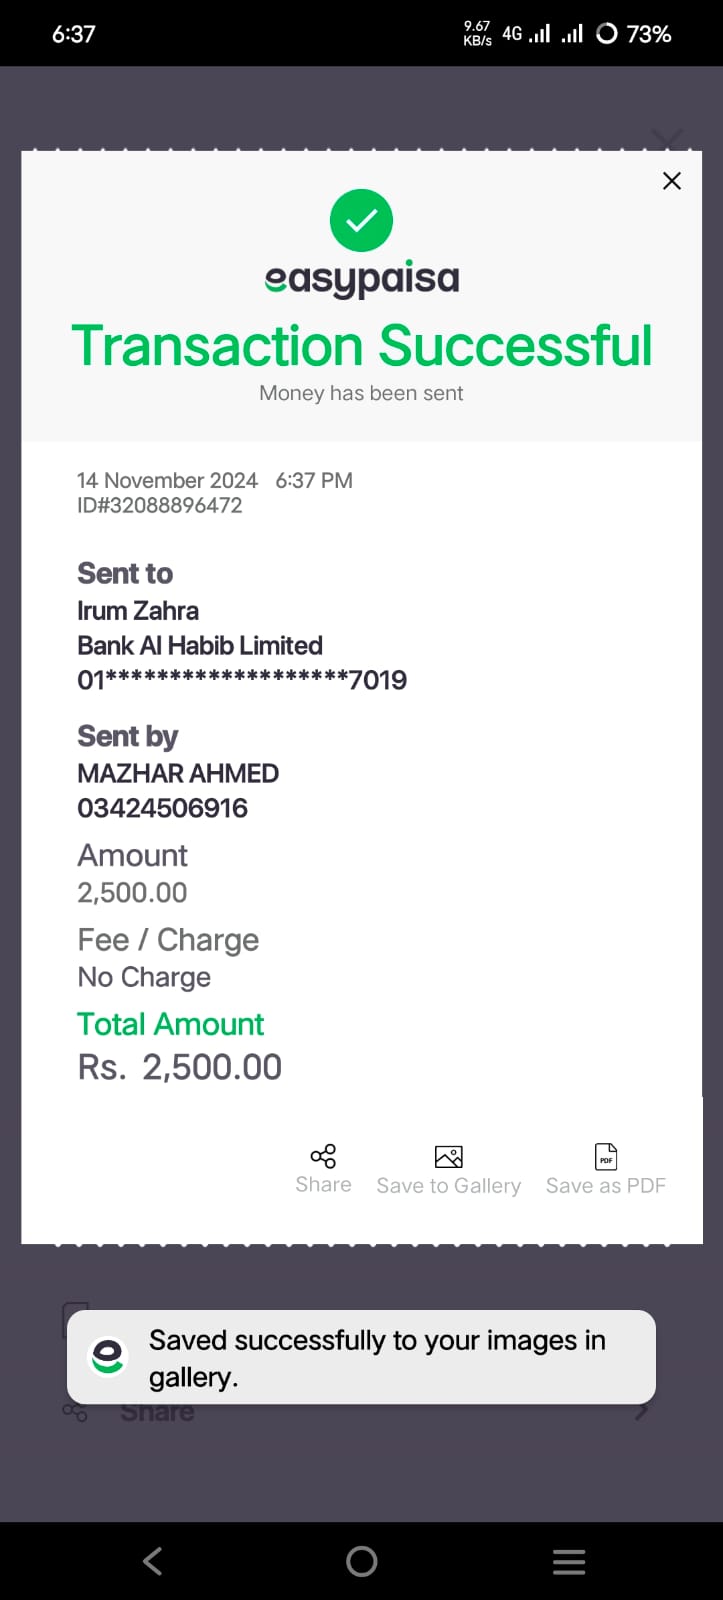 6:37
9.67 KB/s 4G 73%
easypaisa
Transaction Successful
Money has been sent
14 November 2024 6:37 PM
ID#32088896472
Sent to
Irum Zahra
Bank Al Habib Limited
01*******************7019
Sent by
MAZHAR AHMED
03424506916
Amount
2,500.00
Fee / Charge
No Charge
Total Amount
Rs. 2,500.00
Share Save to Gallery Save as PDF
PDF
Saved successfully to your images in
gallery.
Share